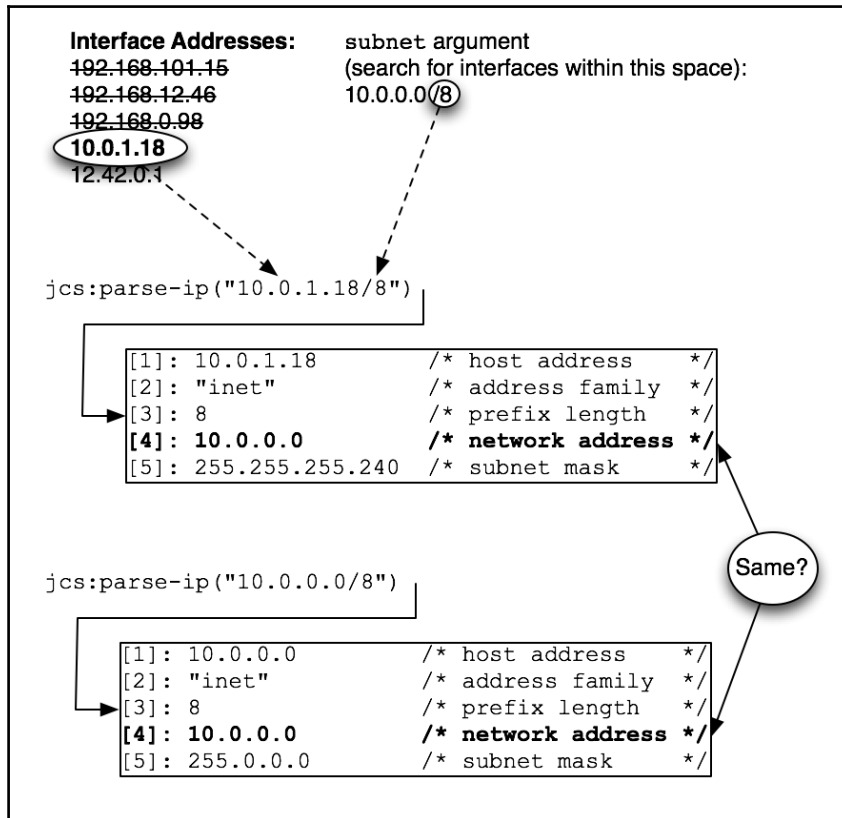 Interface Addresses:
192.168.101.15
192.168.12.46
192.168.0.98
10.0.1.18
12.42.0.1
subnet argument
(search for interfaces within this space):
10.0.0.0/8
jcs:parse-ip("10.0.1.18/8")
[1]: 10.0.1.18 /* host address */
[2]: "inet" /* address family */
[3]: 8 /* prefix length */
[4]: 10.0.0.0 /* network address */
[5]: 255.255.255.240 /* subnet mask */
Same?
jcs:parse-ip("10.0.0.0/8")
[1]: 10.0.0.0 /* host address */
[2]: "inet" /* address family */
[3]: 8 /* prefix length */
[4]: 10.0.0.0 /* network address */
[5]: 255.0.0.0 /* subnet mask */